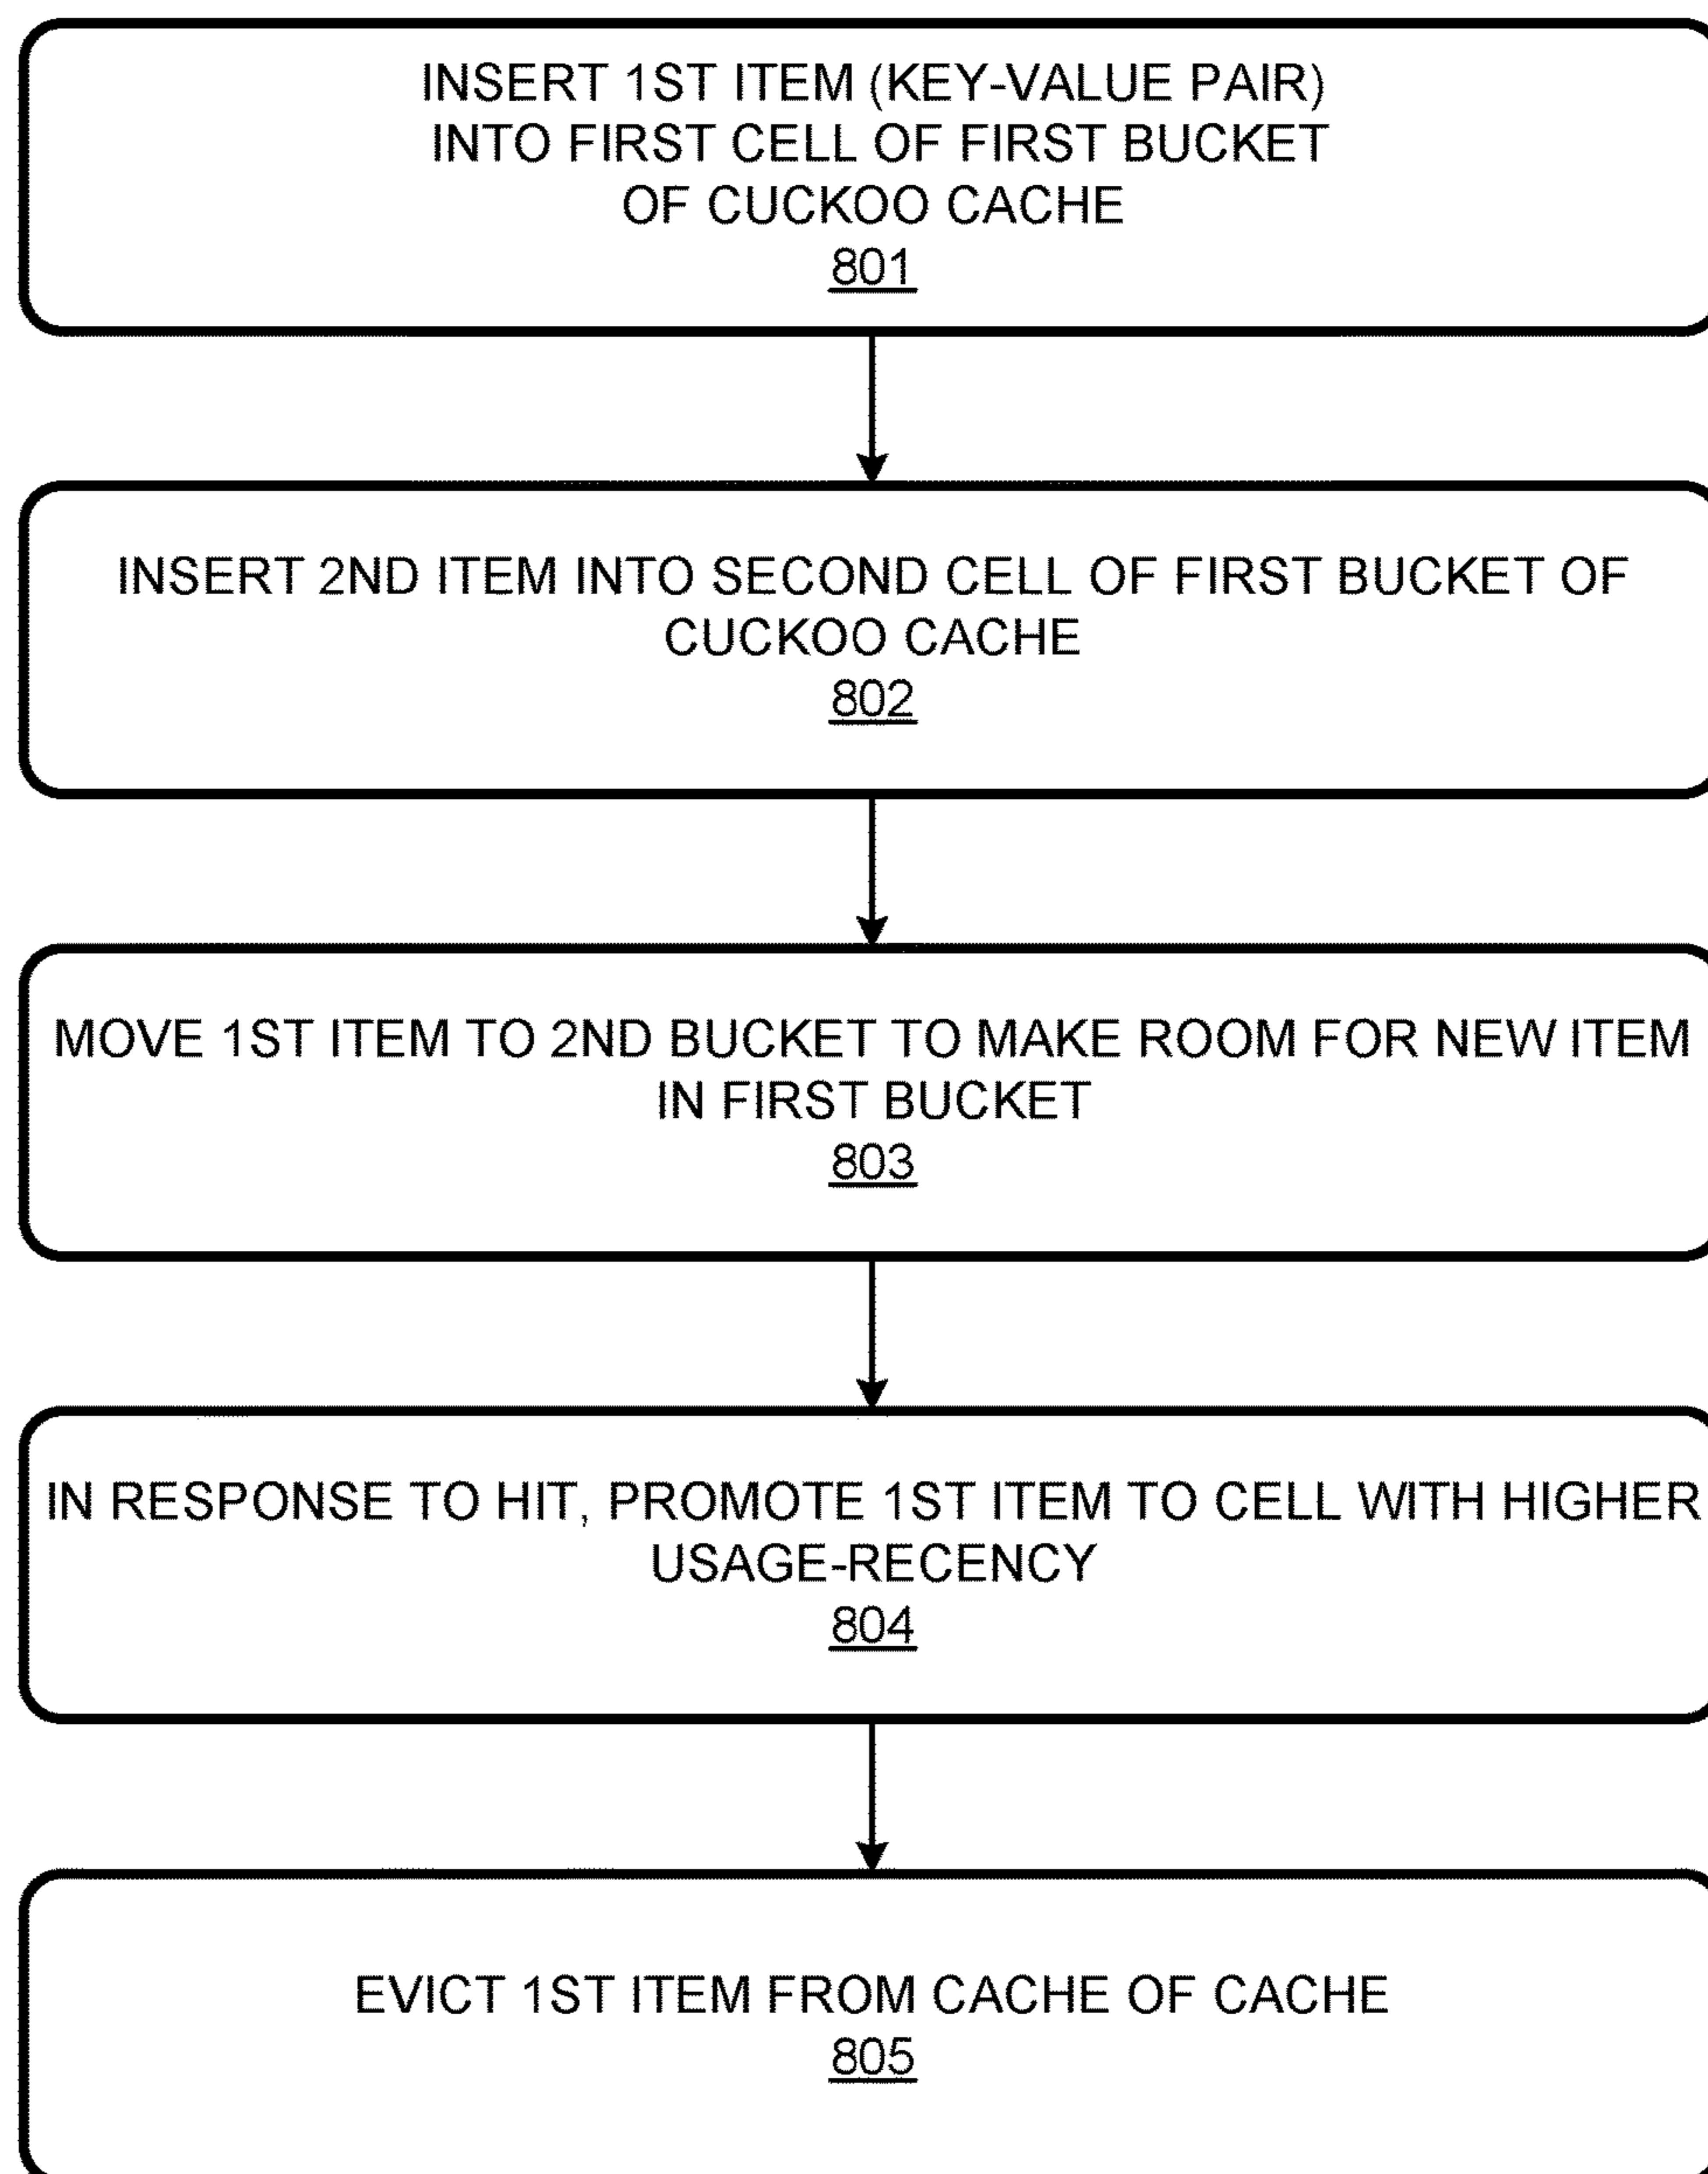 INSERT 1ST ITEM (KEY-VALUE PAIR)
INTO FIRST CELL OF FIRST BUCKET
OF CUCKOO CACHE
801
INSERT 2ND ITEM INTO SECOND CELL OF FIRST BUCKET OF
CUCKOO CACHE
802
MOVE 1ST ITEM TO 2ND BUCKET TO MAKE ROOM FOR NEW ITEM
IN FIRST BUCKET
803
IN RESPONSE TO HIT, PROMOTE 1ST ITEM TO CELL WITH HIGHER
USAGE-RECENCY
804
EVICT 1ST ITEM FROM CACHE OF CACHE
805